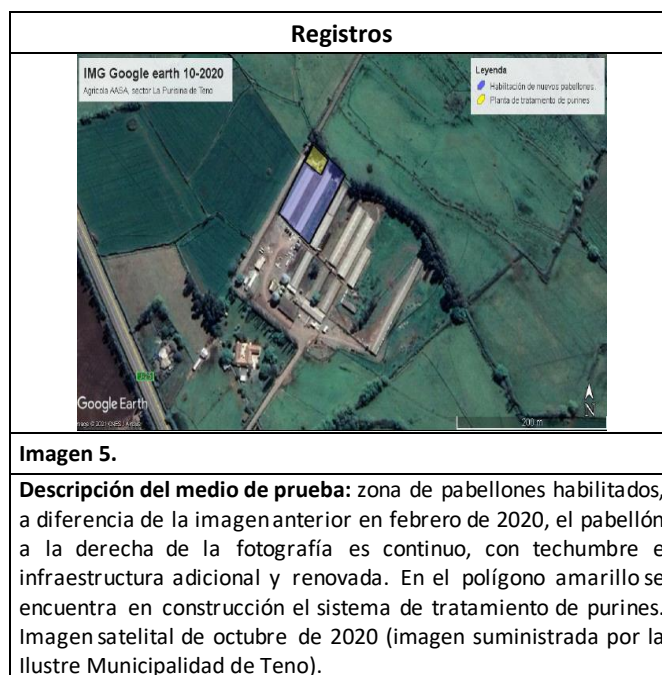 Registros
IMG Google earth 10-2020
Agrícola AASA, sector La Purísima de Teno
Leyenda
Habilitación de nuevos pabellones.
Planta de tratamiento de purines
Google Earth
N
200 m
Imagen 5.
Descripción del medio de prueba: zona de pabellones habilitados,
a diferencia de la imagen anterior en febrero de 2020, el pabellón
a la derecha de la fotografía es continuo, con techumbre e
infraestructura adicional y renovada. En el polígono amarillo se
encuentra en construcción el sistema de tratamiento de purines.
Imagen satelital de octubre de 2020 (imagen suministrada por la
Ilustre Municipalidad de Teno).